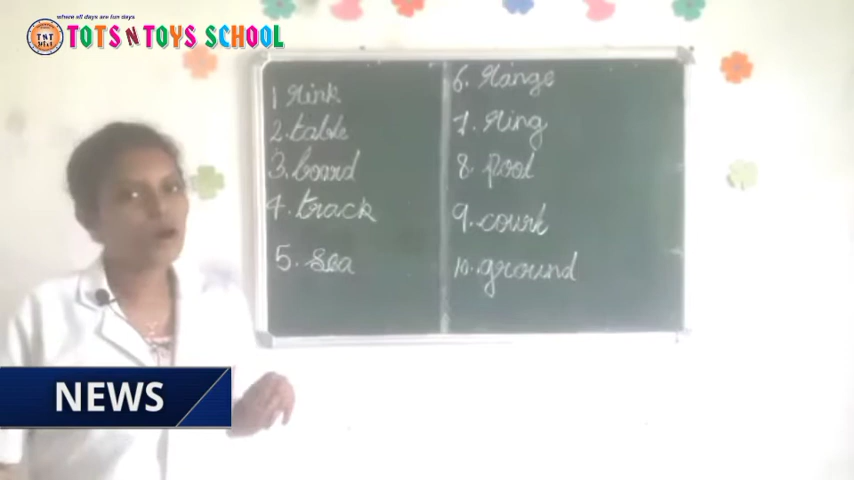 where all days are fun days
TOTS N TOYS SCHOOL
TNT
1 rink
2. table
3. board
4. track
5. sea
6. range
7. ring
8. pool
9. court
10. ground
NEWS